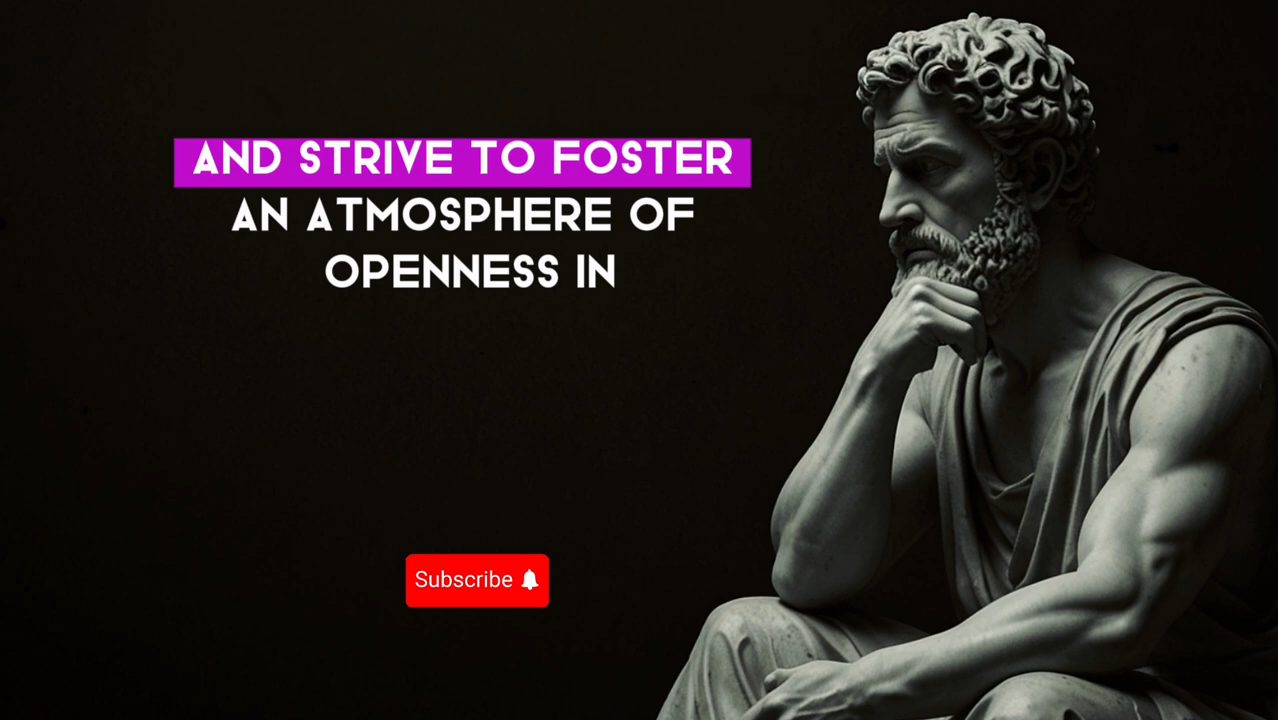 AND STRIVE TO FOSTER
AN ATMOSPHERE OF
OPENNESS IN
Subscribe